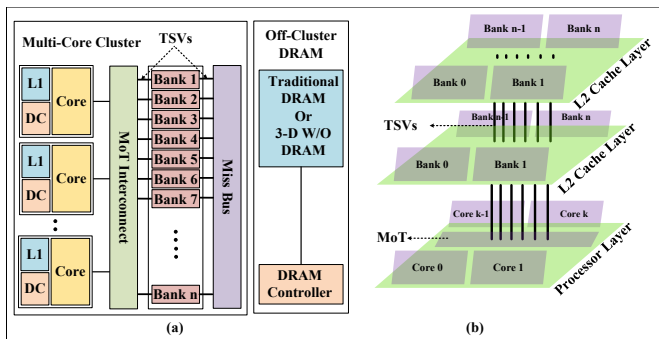 Multi-Core Cluster
TSVs
L1
DC
Core
L1
DC
Core
L1
DC
Core
MoT Interconnect
Bank 1
Bank 2
Bank 3
Bank 4
Bank 5
Bank 6
Bank 7
Bank n
Miss Bus
(a)
Off-Cluster
DRAM
Traditional
DRAM
Or
3-D W/O
DRAM
DRAM
Controller
Bank n-1
Bank n
Bank 0
Bank 1
L2 Cache Layer
TSVs
Bank n-1
Bank n
Bank 0
Bank 1
L2 Cache Layer
Core k-1
Core k
MoT
Core 0
Core 1
Processor Layer
(b)